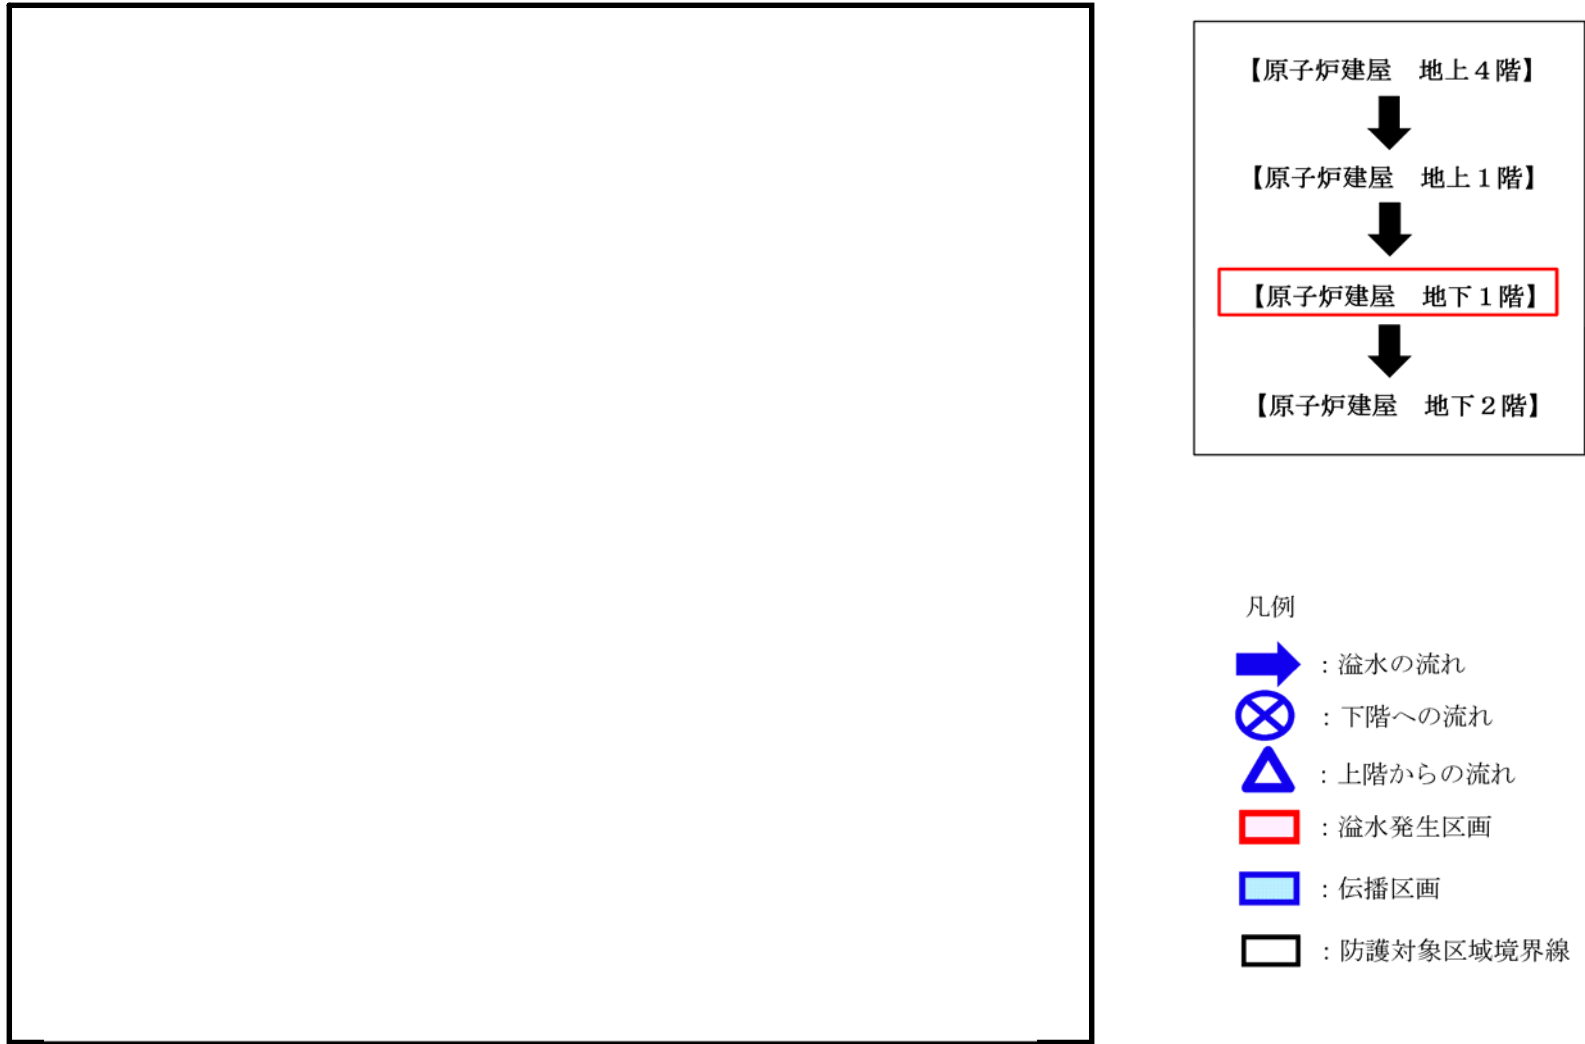 【原子炉建屋　地上４階】
【原子炉建屋　地上１階】
【原子炉建屋　地下１階】
【原子炉建屋　地下２階】
凡例
：溢水の流れ
：下階への流れ
：上階からの流れ
：溢水発生区画
：伝播区画
：防護対象区域境界線